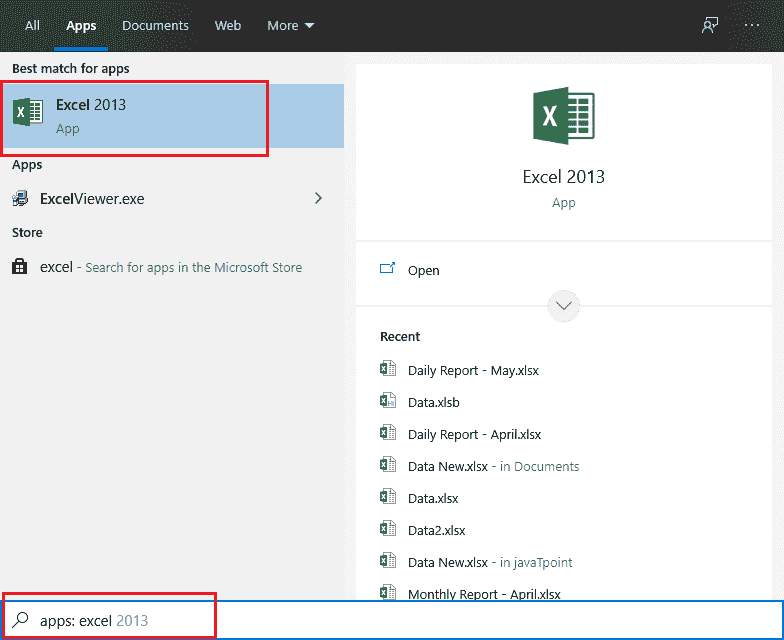 All Apps Documents Web More
Best match for apps
Excel 2013
App
Apps
ExcelViewer.exe
Store
excel - Search for apps in the Microsoft Store
Excel 2013
App
Open
Recent
Daily Report - May.xlsx
Data.xlsb
Daily Report - April.xlsx
Data New.xlsx - in Documents
Data.xlsx
Data2.xlsx
Data New.xlsx - in javaTpoint
Monthly Report - April.xlsx
apps: excel 2013